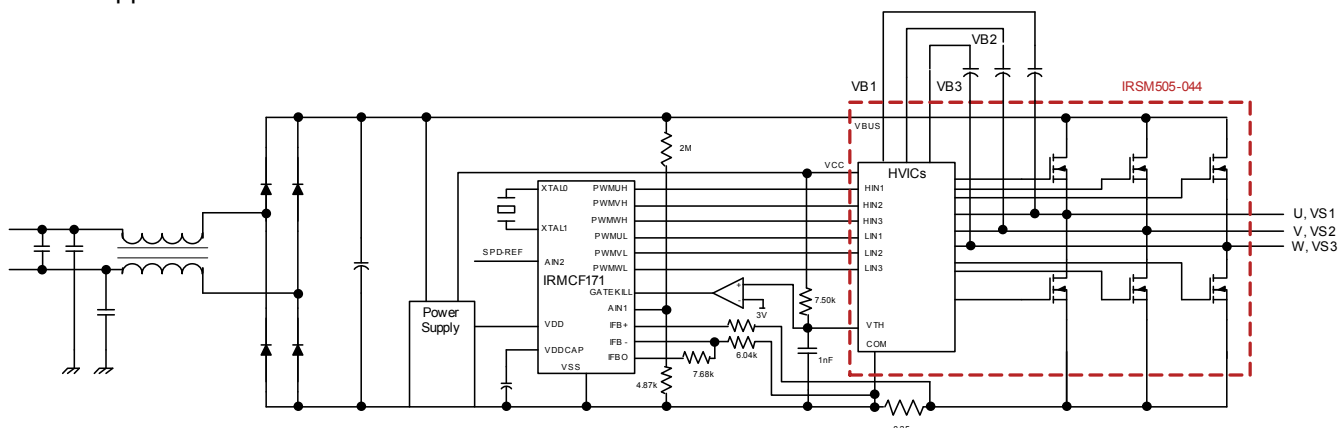 VB2
VB1
VB3
IRSM505-044
VBUS
2M
VCC
HVICs
XTAL0
PWMUH
HIN1
PWMVH
HIN2
XTAL1
PWMWH
HIN3
U, VS1
PWMUL
LIN1
V, VS2
SPD-REF
AIN2
PWMVL
LIN2
W, VS3
IRMCF171
PWMWL
LIN3
GATEKILL
+
-
3V
7.50k
Power
Supply
AIN1
VDD
IFB+
VTH
IFB -
COM
VDDCAP
IFBO
6.04k
1nF
VSS
7.68k
4.87k